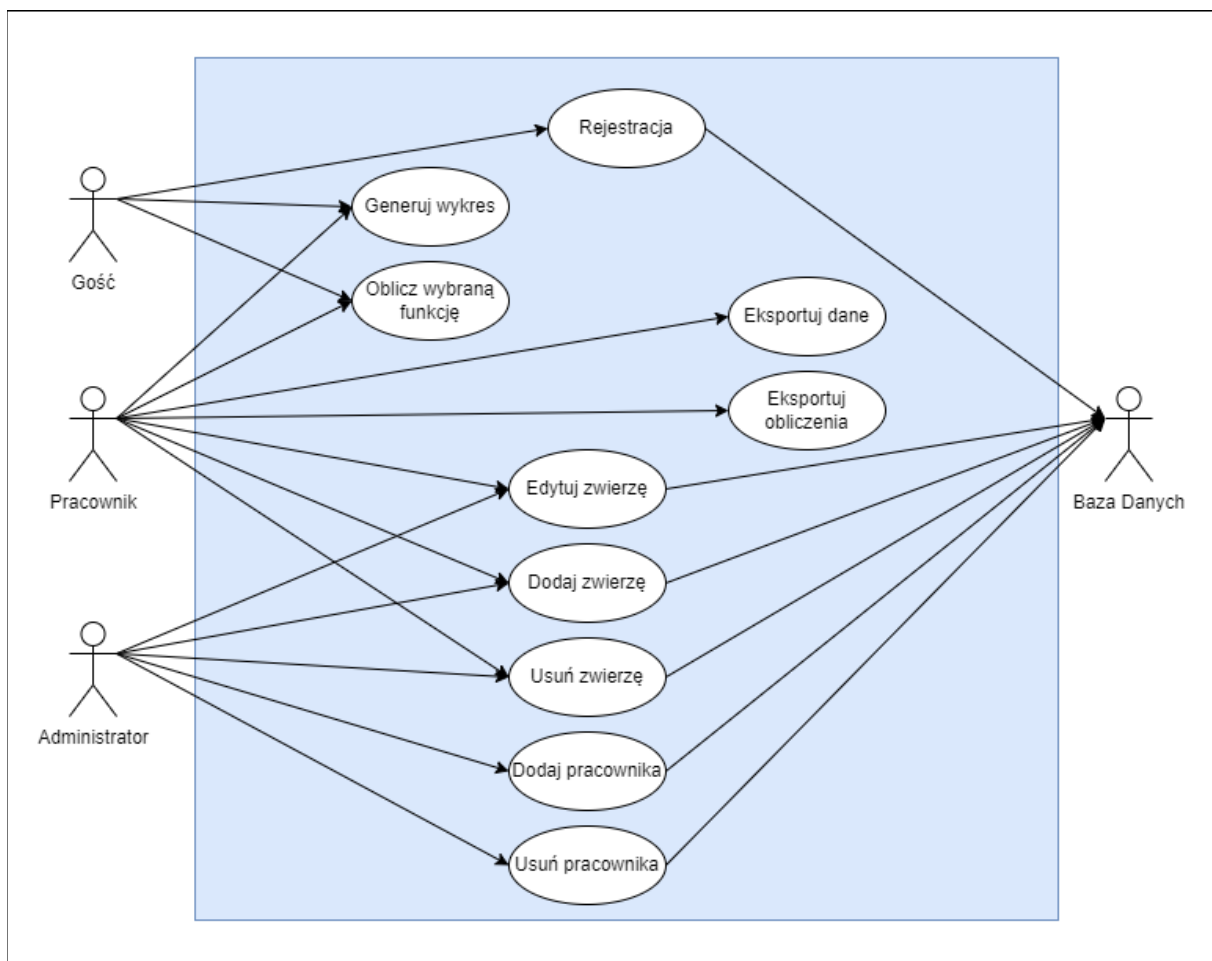 Rejestracja
Generuj wykres
Gość
Oblicz wybraną
funkcję
Eksportuj dane
Eksportuj
obliczenia
Pracownik
Edytuj zwierzę
Baza Danych
Dodaj zwierzę
Usuń zwierzę
Administrator
Dodaj pracownika
Usuń pracownika